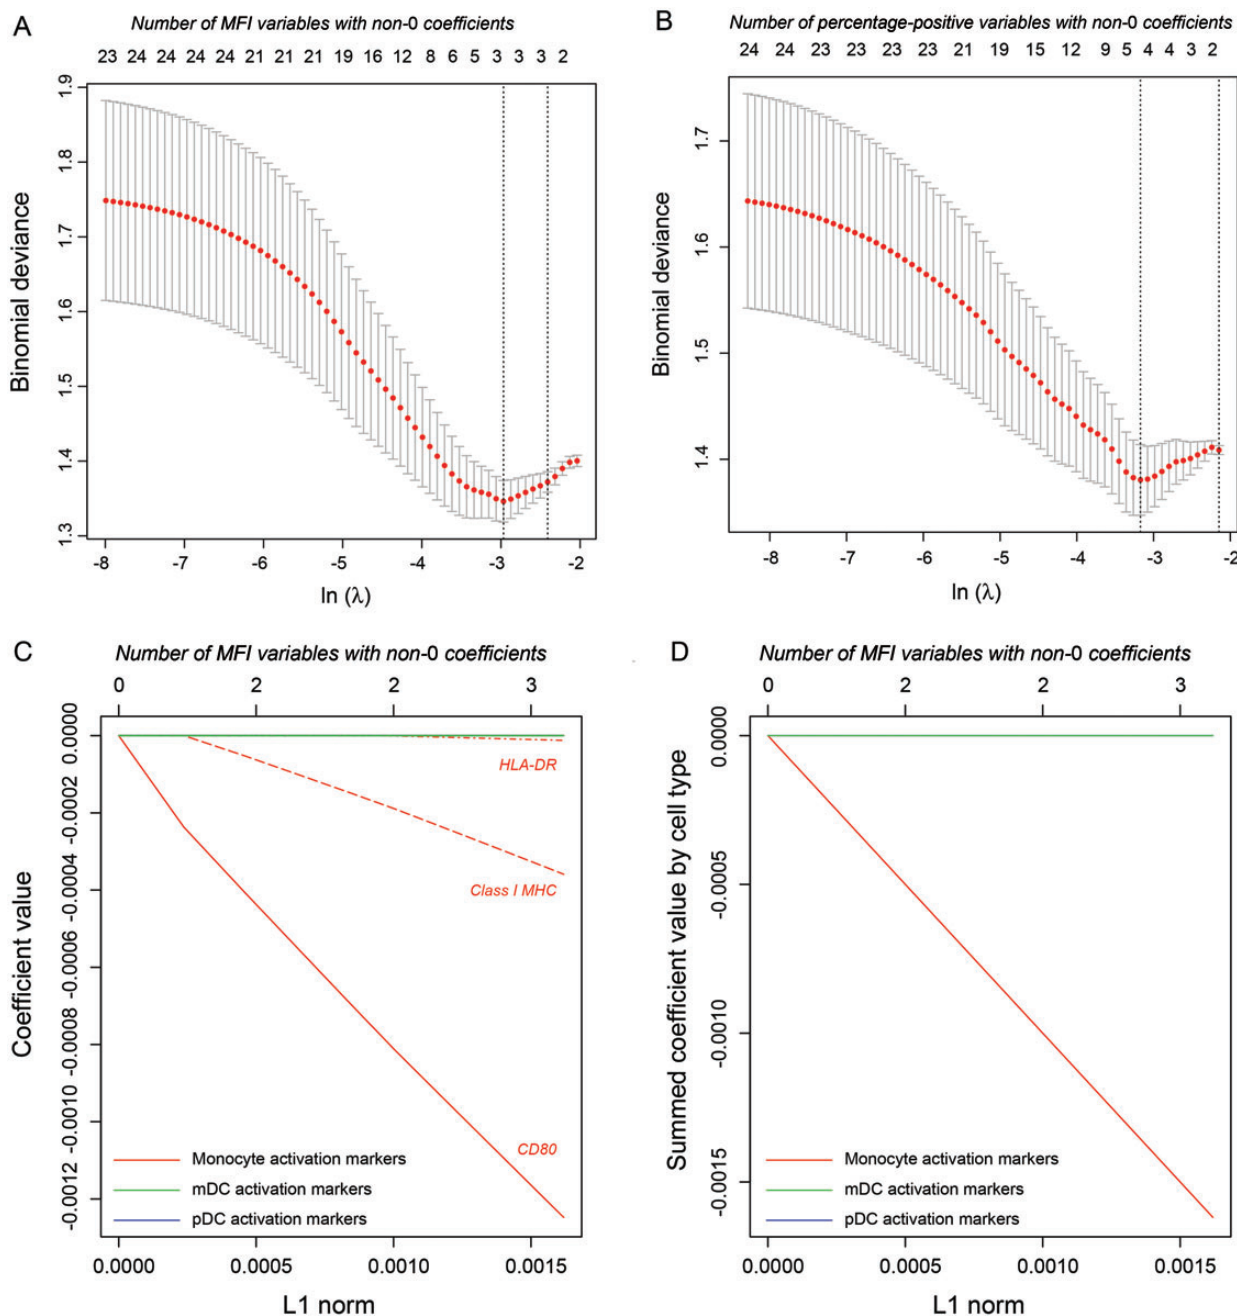 A
Number of MFI variables with non-0 coefficients
23 24 24 24 24 21 21 21 19 16 12 8 6 5 3 3 3 2
1.9
1.8
1.7
1.6
1.5
1.4
1.3
Binomial deviance
-8 -7 -6 -5 -4 -3 -2
ln (λ)
B
Number of percentage-positive variables with non-0 coefficients
24 24 23 23 23 23 21 19 15 12 9 5 4 4 3 2
1.7
1.6
1.5
1.4
Binomial deviance
-8 -7 -6 -5 -4 -3 -2
ln (λ)
C
Number of MFI variables with non-0 coefficients
0 2 2 3
0.0000
-0.0002
-0.0004
-0.0006
-0.0008
-0.0010
-0.0012
Coefficient value
HLA-DR
Class I MHC
CD80
Monocyte activation markers
mDC activation markers
pDC activation markers
0.0000 0.0005 0.0010 0.0015
L1 norm
D
Number of MFI variables with non-0 coefficients
0 2 2 3
0.0000
-0.0005
-0.0010
-0.0015
Summed coefficient value by cell type
Monocyte activation markers
mDC activation markers
pDC activation markers
0.0000 0.0005 0.0010 0.0015
L1 norm